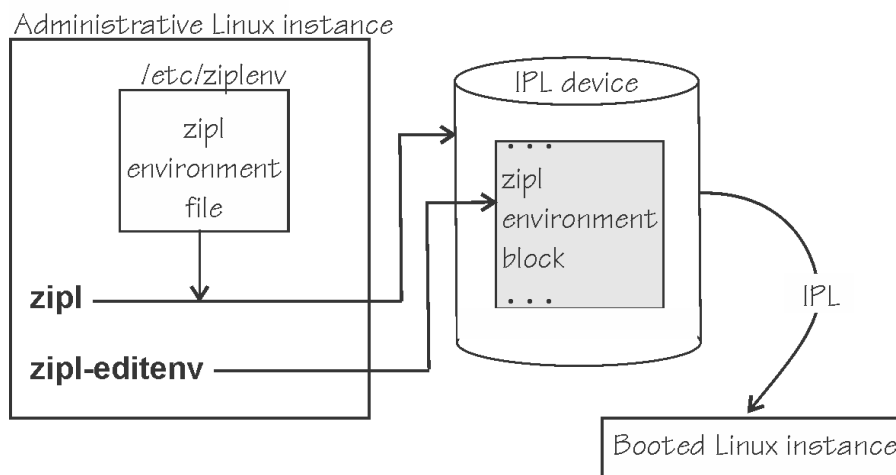 Administrative Linux instance
/etc/ziplenv
zipl
environment
file
zipl
zipl-editenv
IPL device
...
zipl
environment
block
...
IPL
Booted Linux instance